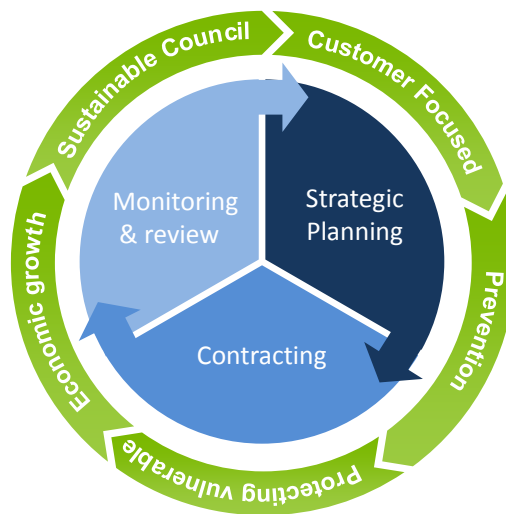 Sustainable Council
Customer Focused
Prevention
Protecting vulnerable
Economic growth
Monitoring
& review
Strategic
Planning
Contracting